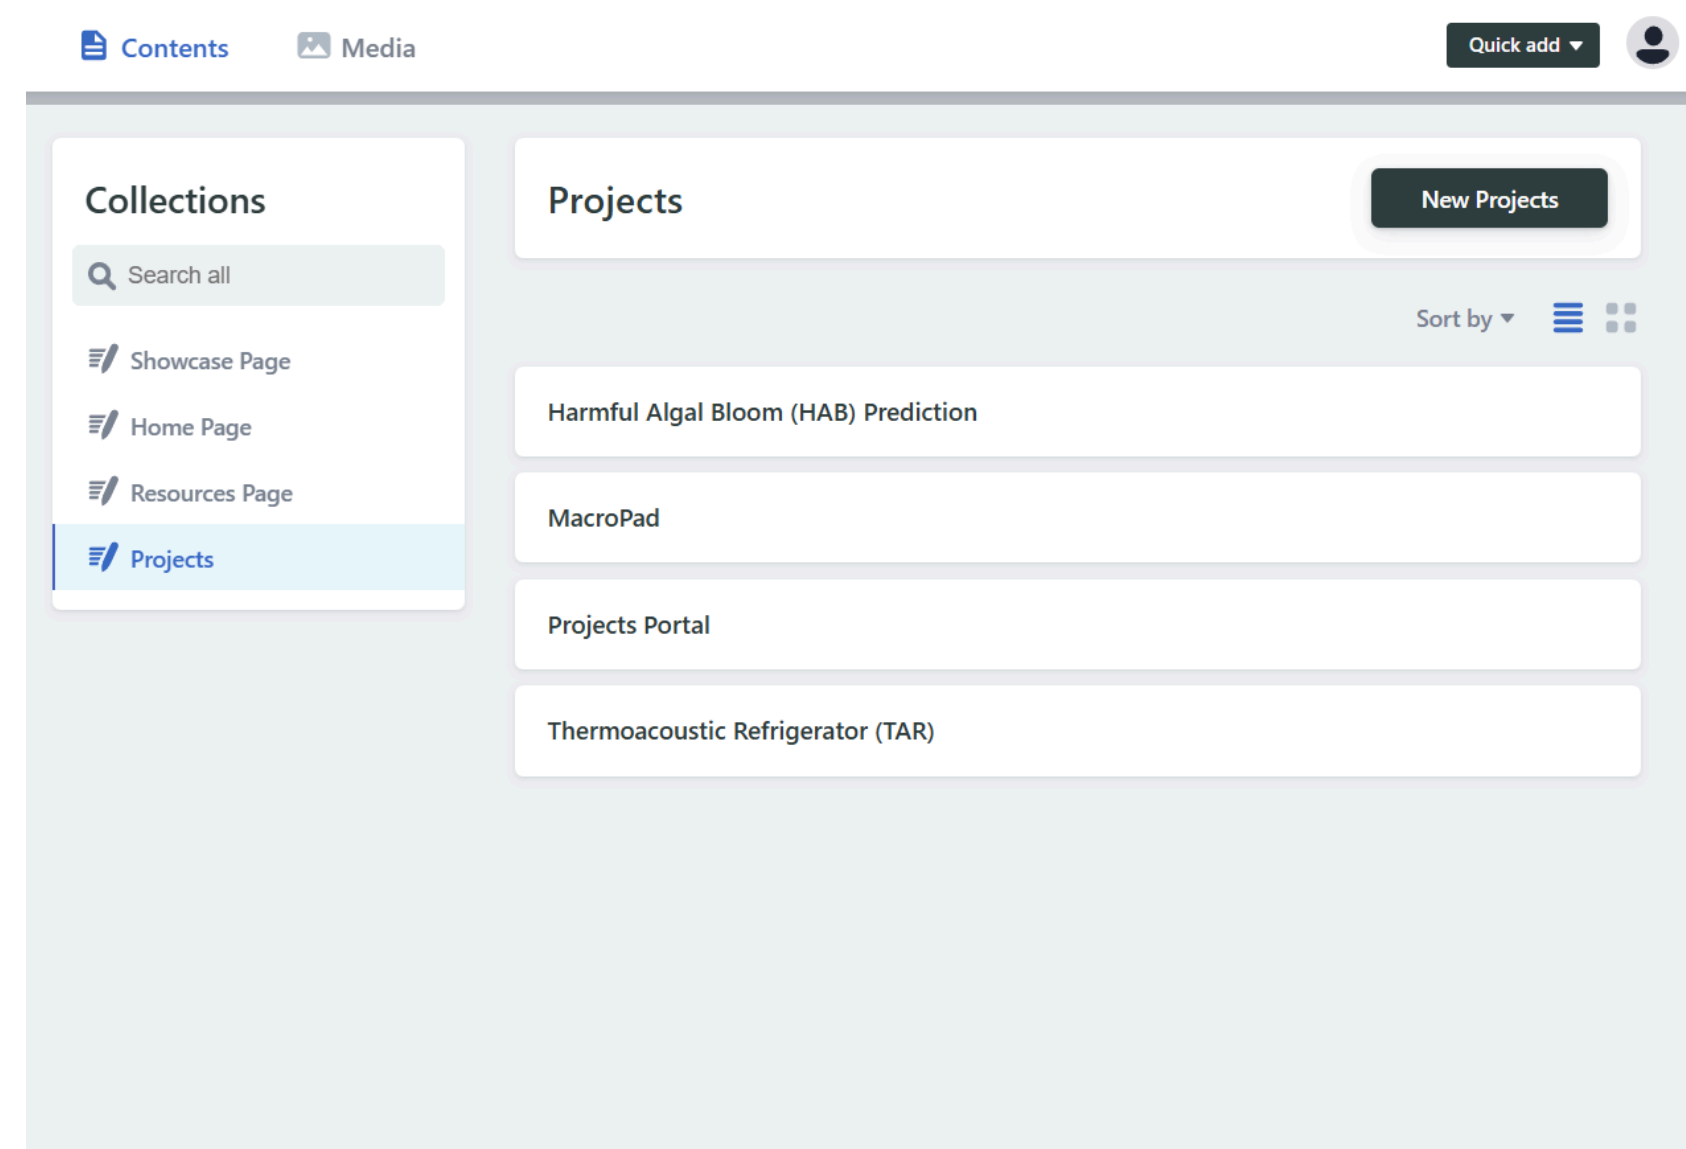 Contents
Media
Quick add
Collections
Search all
Showcase Page
Home Page
Resources Page
Projects
Projects
New Projects
Sort by
Harmful Algal Bloom (HAB) Prediction
MacroPad
Projects Portal
Thermoacoustic Refrigerator (TAR)